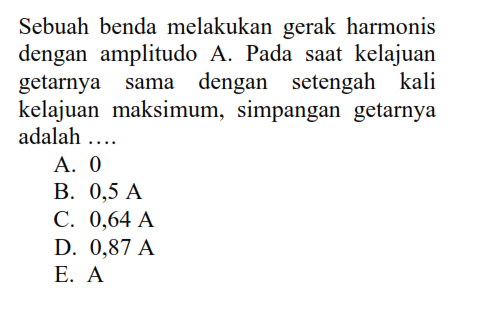 Sebuah benda melakukan gerak harmonis
dengan amplitudo A. Pada saat kelajuan
getarnya sama dengan setengah kali
kelajuan maksimum, simpangan getarnya
adalah ....
A. 0
B. 0,5 A
C. 0,64 A
D. 0,87 A
E. A